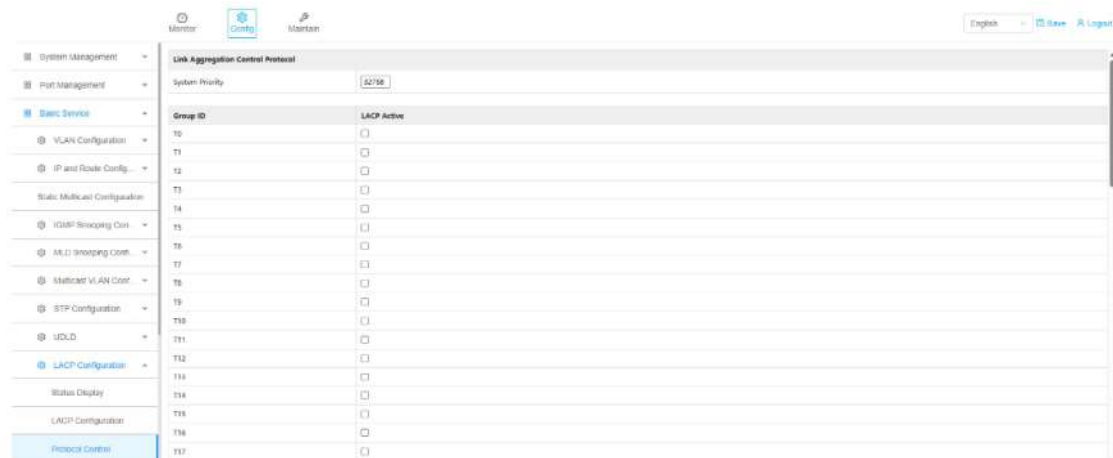 Monitor
Config
Maintain
English
Save
Logout
System Management
Port Management
Basic Service
VLAN Configuration
IP and Route Config...
Static Multicast Configuration
IGMP Snooping Con...
MLD Snooping Confi...
Multicast VLAN Conf...
STP Configuration
UDLD
LACP Configuration
Status Display
LACP Configuration
Protocol Control
Link Aggregation Control Protocol
System Priority
32768
Group ID LACP Active
T0
T1
T2
T3
T4
T5
T6
T7
T8
T9
T10
T11
T12
T13
T14
T15
T16
T17